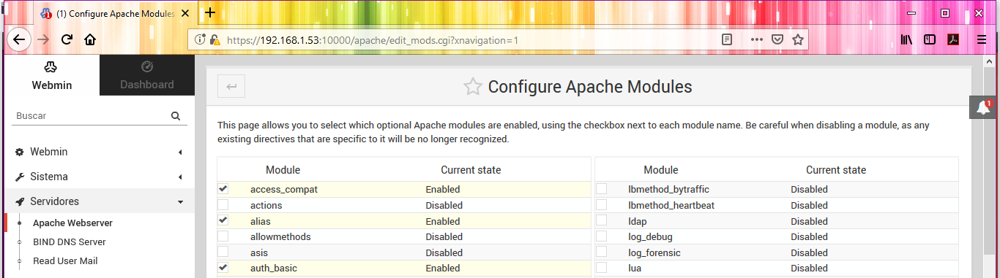 (1) Configure Apache Modules
https://192.168.1.53:10000/apache/edit_mods.cgi?xnavigation=1
Webmin
Dashboard
Buscar
Webmin
Sistema
Servidores
Apache Webserver
BIND DNS Server
Read User Mail
Configure Apache Modules
1
This page allows you to select which optional Apache modules are enabled, using the checkbox next to each module name. Be careful when disabling a module, as any
existing directives that are specific to it will be no longer recognized.
Module Current state Module Current state
access_compat Enabled lbmethod_bytraffic Disabled
actions Disabled lbmethod_heartbeat Disabled
alias Enabled ldap Disabled
allowmethods Disabled log_debug Disabled
asis Disabled log_forensic Disabled
auth_basic Enabled lua Disabled